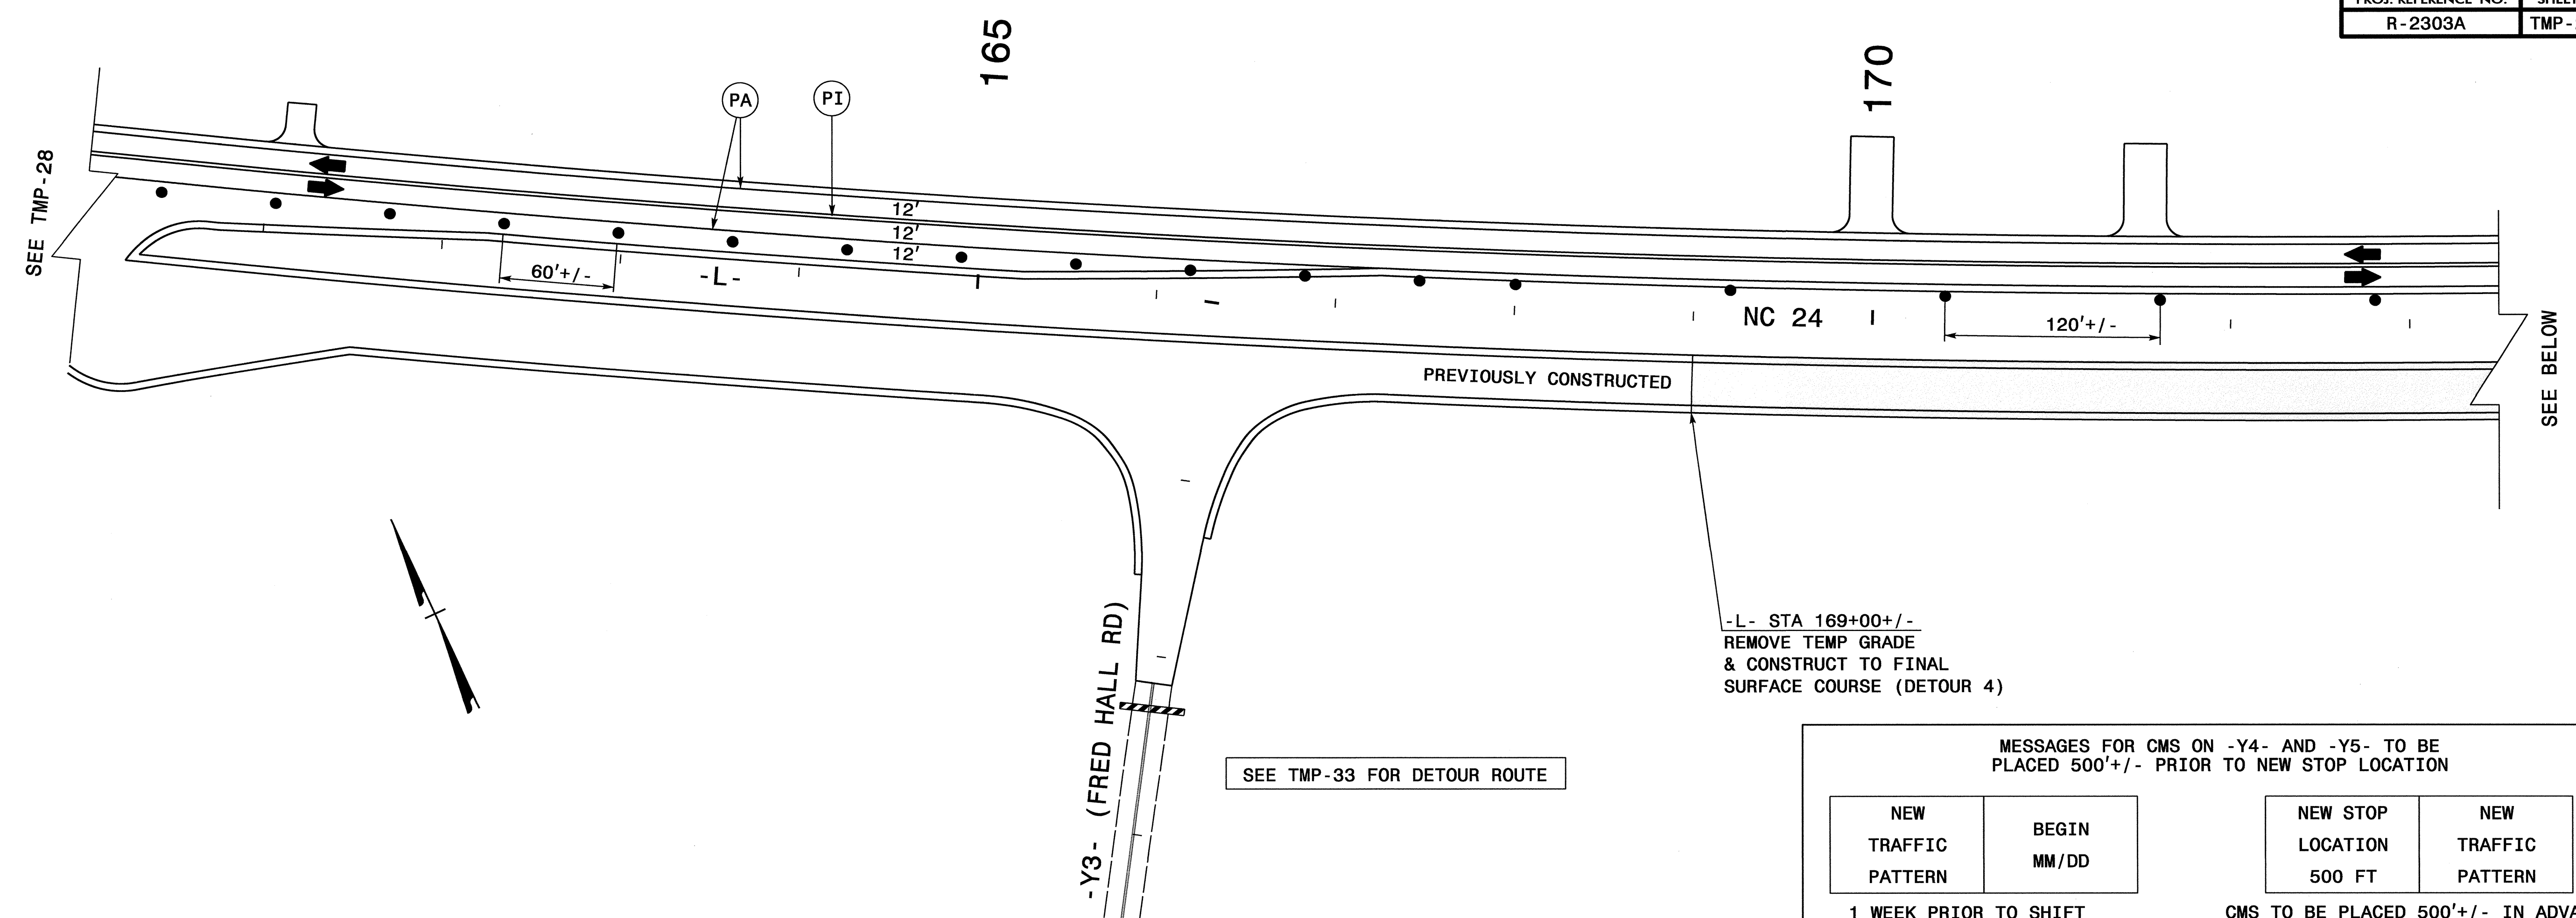 PROJ. REFERENCE NO.
R-2303A
TMP-
165
170
PA
PI
SEE TMP-28
12'
12'
12'
60'+/-
-L-
NC 24
120'+/-
SEE BELOW
PREVIOUSLY CONSTRUCTED
-L- STA 169+00+/-
REMOVE TEMP GRADE
& CONSTRUCT TO FINAL
SURFACE COURSE (DETOUR 4)
-Y3- (FRED HALL RD)
SEE TMP-33 FOR DETOUR ROUTE
MESSAGES FOR CMS ON -Y4- AND -Y5- TO BE
PLACED 500'+/- PRIOR TO NEW STOP LOCATION
NEW
TRAFFIC
PATTERN
BEGIN
MM/DD
NEW STOP
LOCATION
500 FT
NEW
TRAFFIC
PATTERN
1 WEEK PRIOR TO SHIFT
CMS TO BE PLACED 500'+/- IN